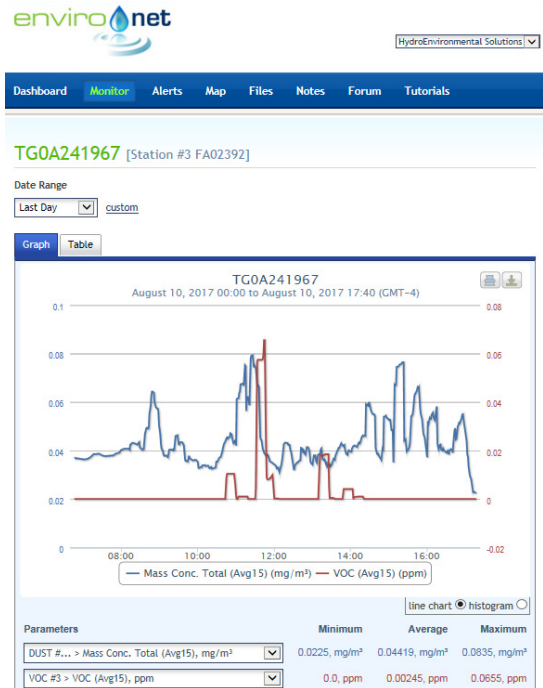 enviro net
HydroEnvironmental Solutions
Dashboard Monitor Alerts Map Files Notes Forum Tutorials
TG0A241967 [Station #3 FA02392]
Date Range
Last Day custom
Graph Table
TG0A241967
August 10, 2017 00:00 to August 10, 2017 17:40 (GMT-4)
0.1 0.08
0.08 0.06
0.06 0.04
0.04 0.02
0.02 0
0 -0.02
08:00 10:00 12:00 14:00 16:00
Mass Conc. Total (Avg15) (mg/m³) VOC (Avg15) (ppm)
line chart histogram
Parameters Minimum Average Maximum
DUST #... > Mass Conc. Total (Avg15), mg/m³ 0.0225, mg/m³ 0.04419, mg/m³ 0.0835, mg/m³
VOC #3 > VOC (Avg15), ppm 0.0, ppm 0.00245, ppm 0.0655, ppm